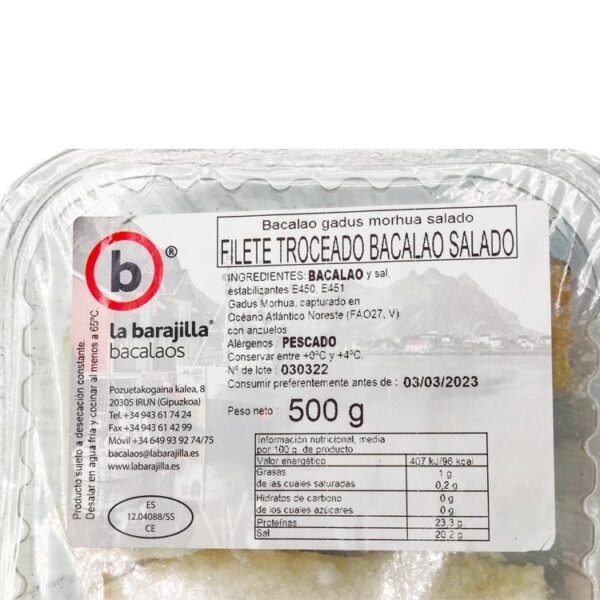 Bacalao gadus morhua salado
FILETE TROCEADO BACALAO SALADO
b®
la barajilla®
bacalaos
Pozuetakogaina kalea, 8
20305 IRUN (Gipuzkoa)
Tel. +34 943 61 74 24
Fax +34 943 61 42 99
Móvil +34 649 93 92 74/75
bacalaos@labarajilla.es
www.labarajilla.es
ES
12.04088/SS
CE
Producto sujeto a desecación constante.
Desalar en agua fría y cocinar al menos a 65ºC.
INGREDIENTES: BACALAO y sal,
estabilizantes E450, E451.
Gadus Morhua, capturado en
Océano Atlántico Noreste (FAO27, V)
con anzuelos
Alérgenos : PESCADO
Conservar entre +0ºC y +4ºC.
Nº de lote : 030322
Consumir preferentemente antes de : 03/03/2023
Peso neto : 500 g
Información nutricional, media
por 100 g. de producto
Valor energético 407 kJ/96 kcal
Grasas 1 g.
de las cuales saturadas 0,2 g.
Hidratos de carbono 0 g
de los cuales azúcares 0 g
Proteínas 23,3 g.
Sal 20,2 g.